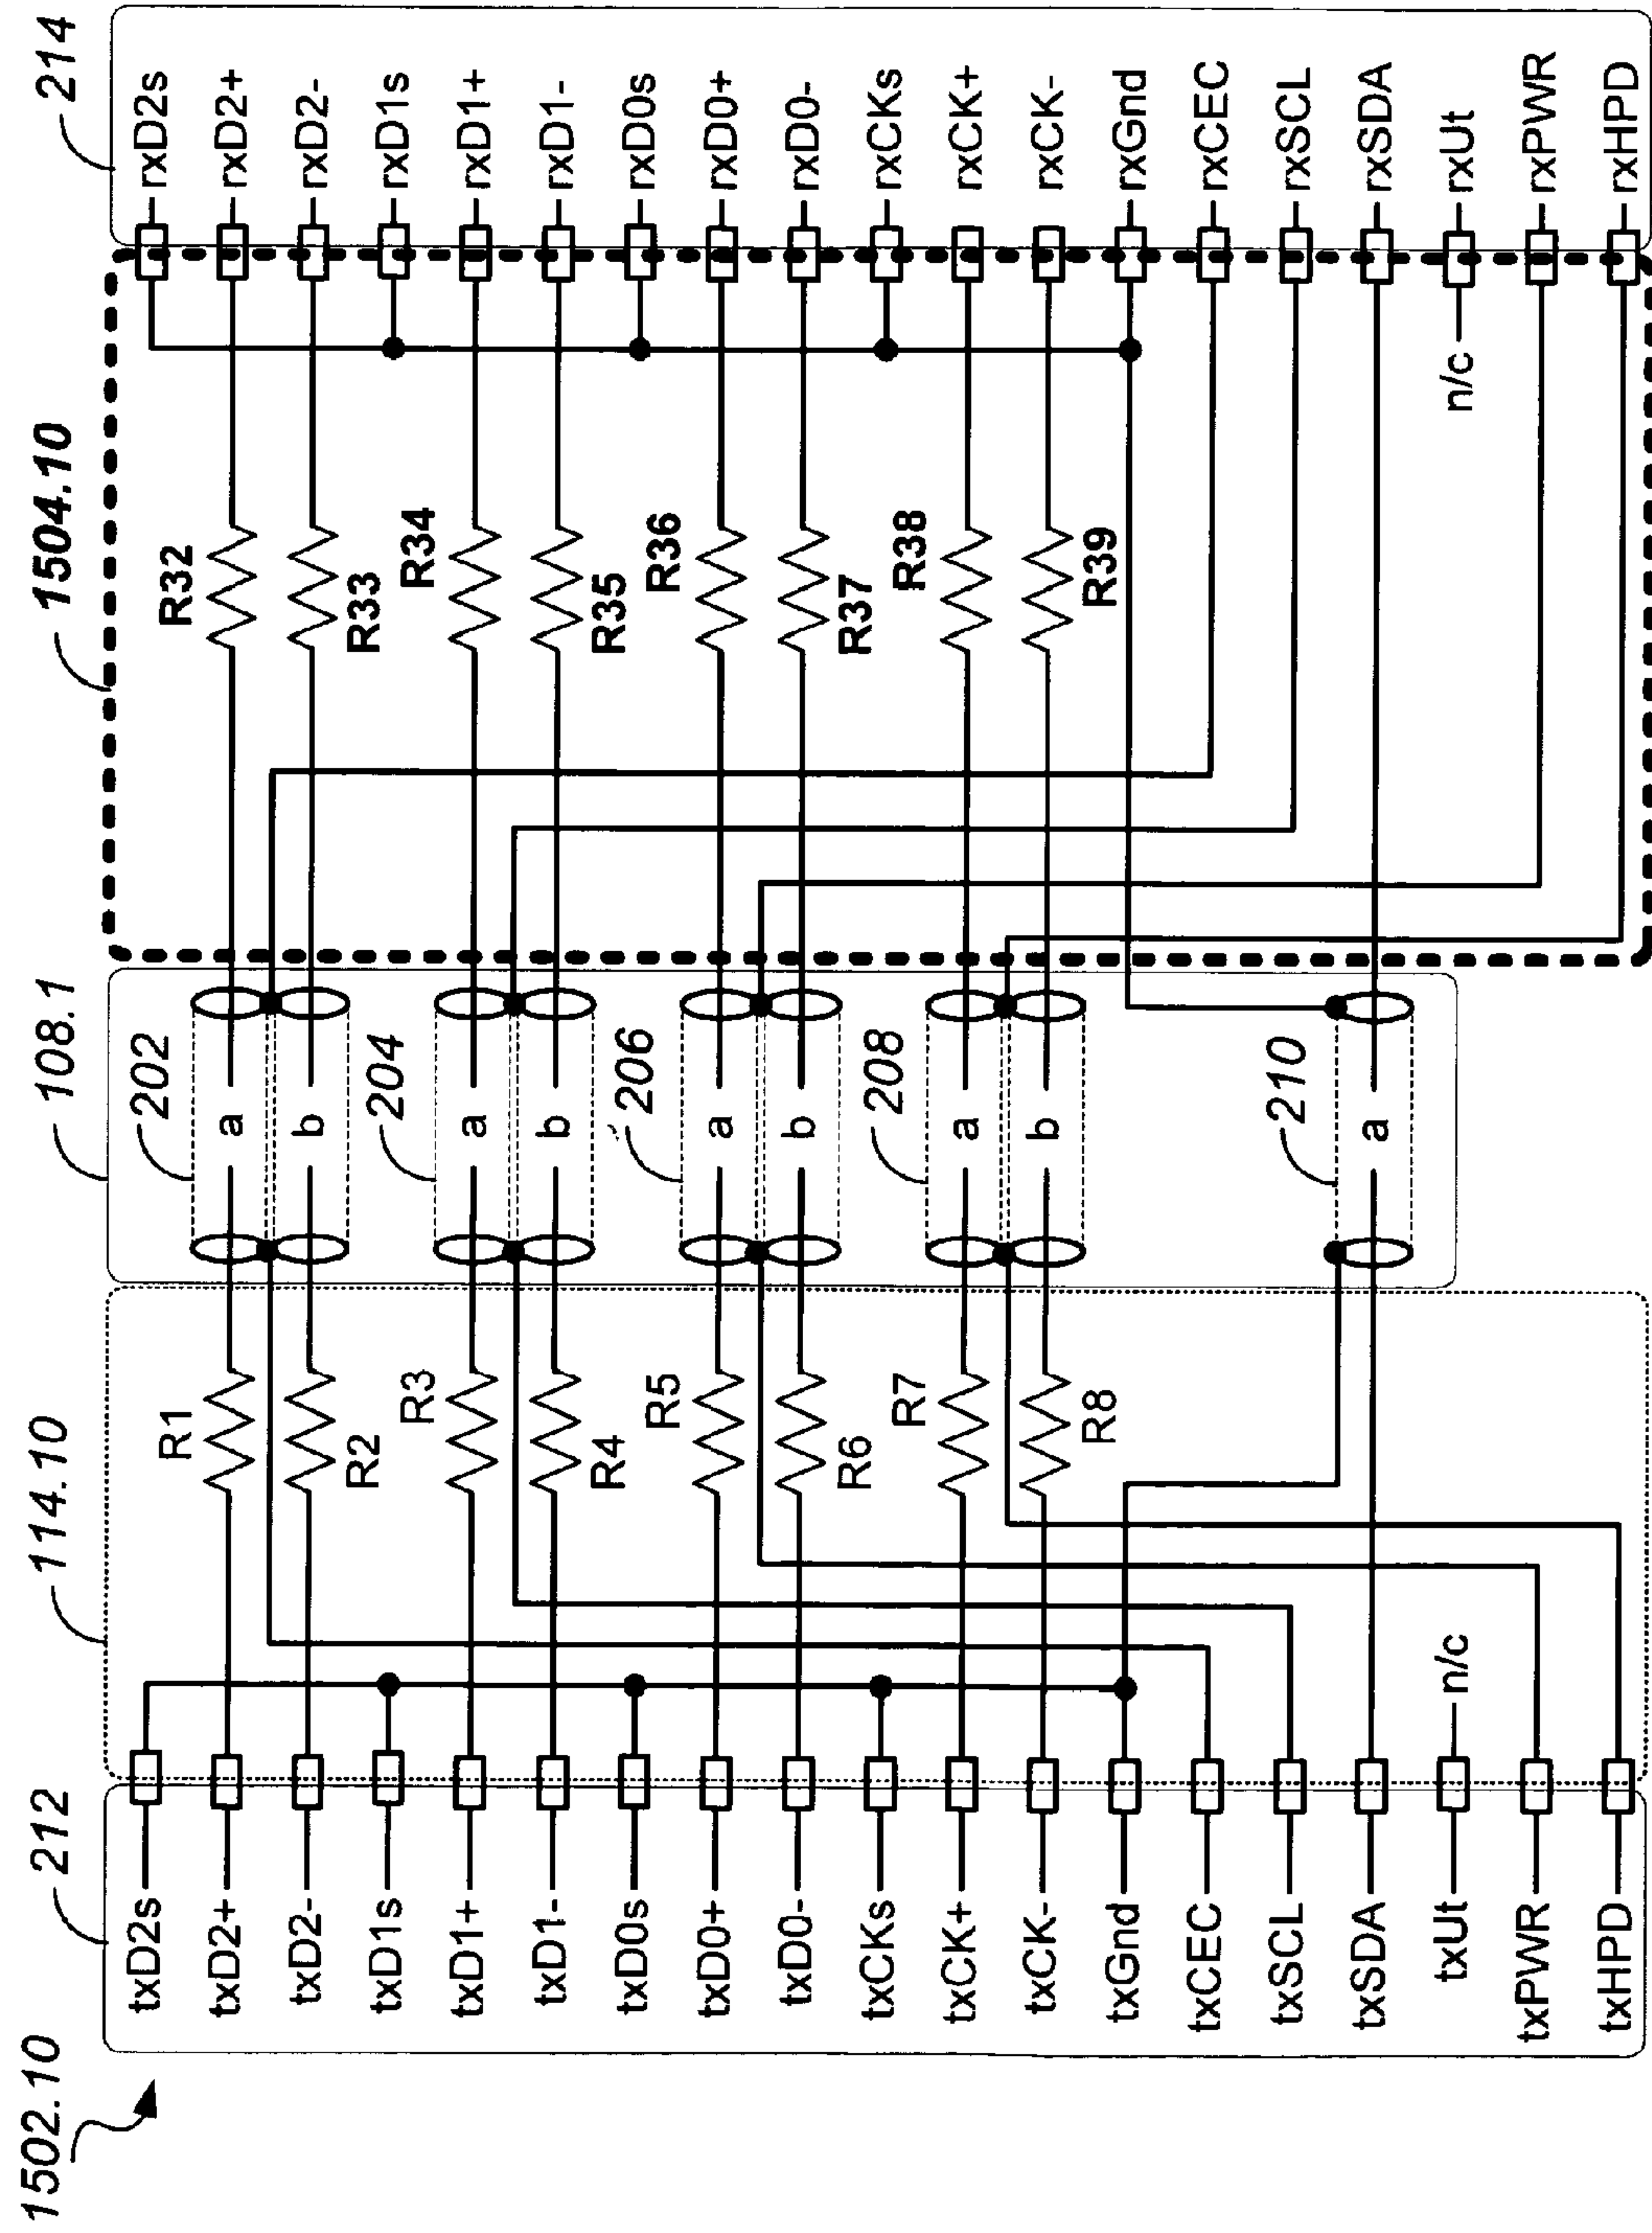 1502.10
212
114.10
108.1
1504.10
214
txD2s
txD2+
txD2-
txD1s
txD1+
txD1-
txD0s
txD0+
txD0-
txCKs
txCK+
txCK-
txGnd
txCEC
txSCL
txSDA
txUt
txPWR
txHPD
n/c
R1
R2
R3
R4
R5
R6
R7
R8
202
a
b
204
a
b
206
a
b
208
a
b
210
a
R32
R33
R34
R35
R36
R37
R38
R39
n/c
rxD2s
rxD2+
rxD2-
rxD1s
rxD1+
rxD1-
rxD0s
rxD0+
rxD0-
rxCKs
rxCK+
rxCK-
rxGnd
rxCEC
rxSCL
rxSDA
rxUt
rxPWR
rxHPD